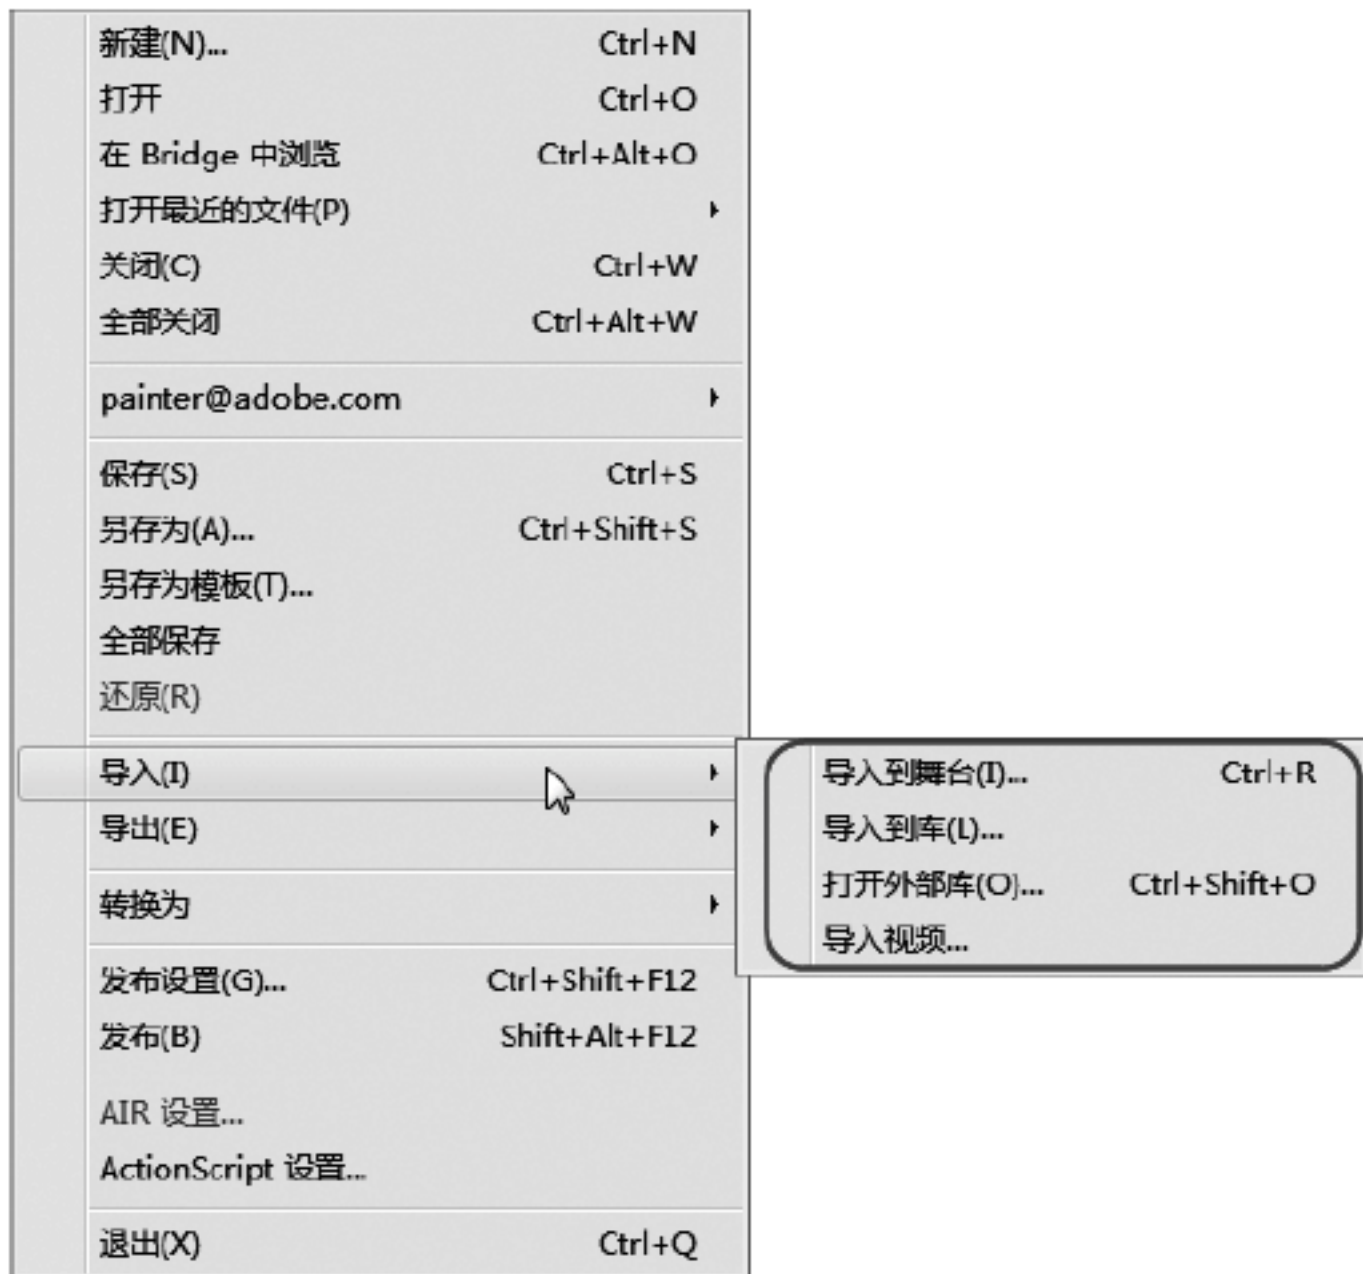 新建(N)... Ctrl+N
打开 Ctrl+O
在 Bridge 中浏览 Ctrl+Alt+O
打开最近的文件(P)
关闭(C) Ctrl+W
全部关闭 Ctrl+Alt+W
painter@adobe.com
保存(S) Ctrl+S
另存为(A)... Ctrl+Shift+S
另存为模板(T)...
全部保存
还原(R)
导入(I)
导出(E)
转换为
发布设置(G)... Ctrl+Shift+F12
发布(B) Shift+Alt+F12
AIR 设置...
ActionScript 设置...
退出(X) Ctrl+Q
导入到舞台(I)... Ctrl+R
导入到库(L)...
打开外部库(O)... Ctrl+Shift+O
导入视频...